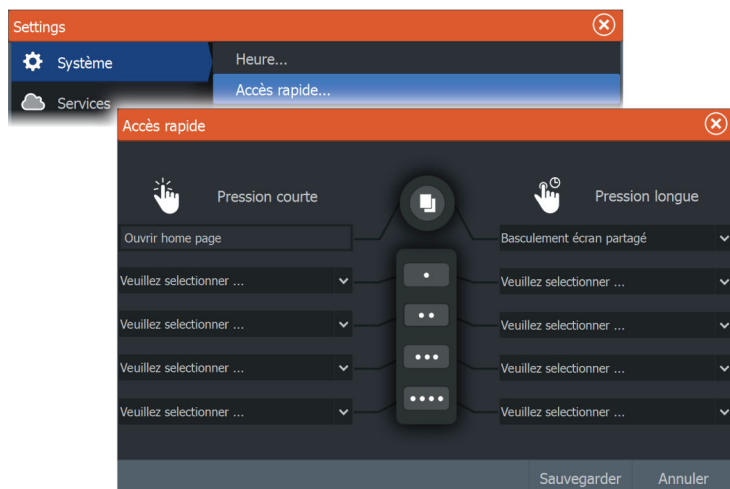 Settings
Système
Heure...
Accès rapide...
Services
Accès rapide
Pression courte
Pression longue
Ouvrir home page
Basculement écran partagé
Veuillez selectionner ...
Veuillez selectionner ...
Veuillez selectionner ...
Veuillez selectionner ...
Veuillez selectionner ...
Veuillez selectionner ...
Veuillez selectionner ...
Veuillez selectionner ...
Sauvegarder
Annuler